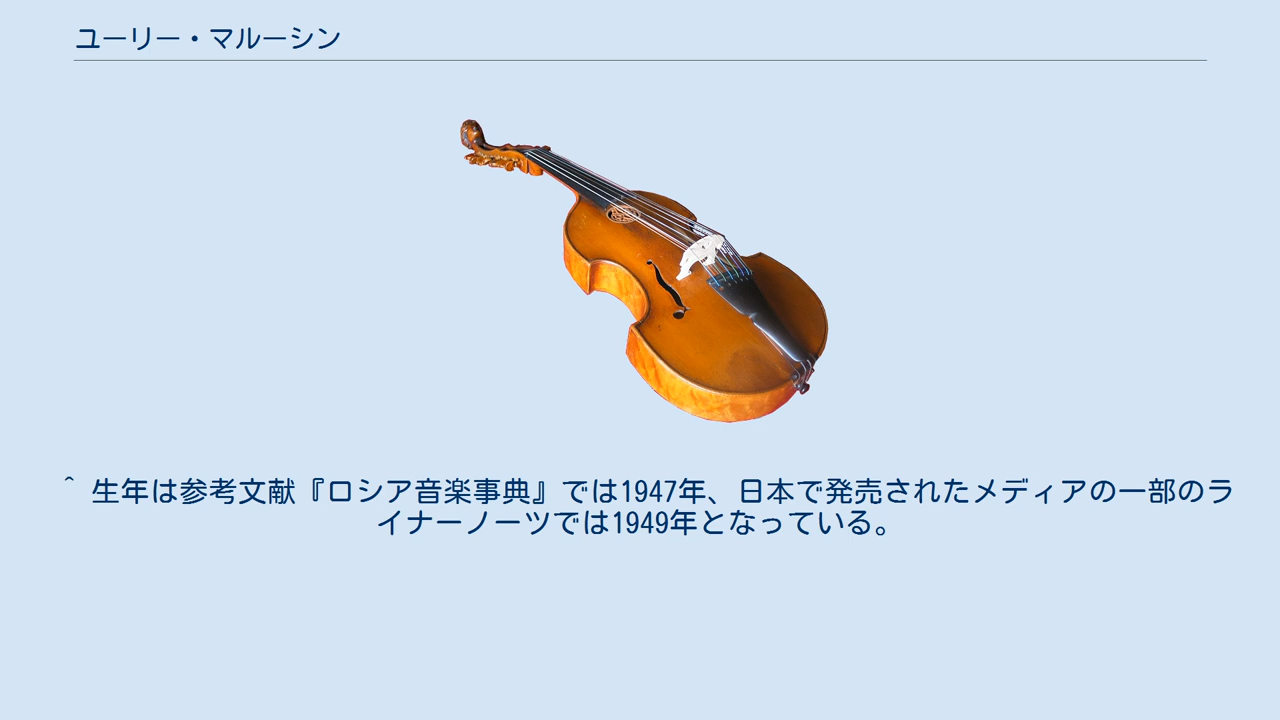 ユーリー・マルーシン
^ 生年は参考文献『ロシア音楽事典』では1947年、日本で発売されたメディアの一部のラ
イナーノーツでは1949年となっている。